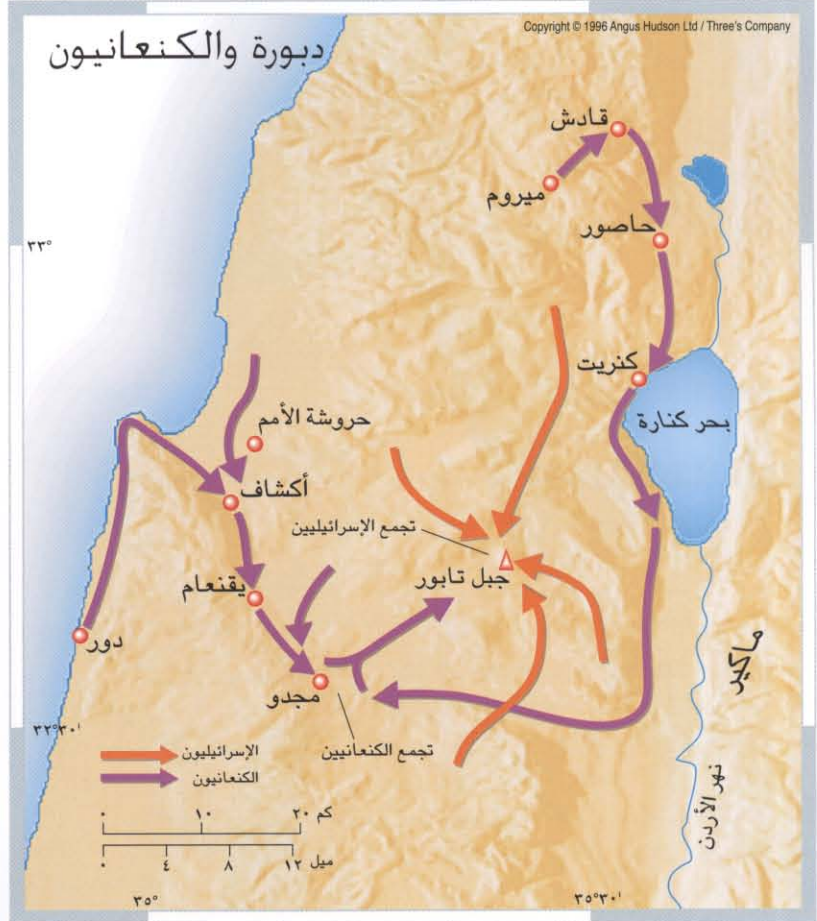 Copyright © 1996 Angus Hudson Ltd / Three's Company
دبورة والكنعانيون
قادش
ميروم
حاصور
٣٣°
كنريت
بحر كنارة
حروشة الأمم
أكشاف
تجمع الإسرائيليين
جبل تابور
يقنعام
دور
ماكير
مجدو
تجمع الكنعانيين
٣٢°٣٠'
الإسرائيليون
الكنعانيون
نهر الأردن
٠ ١٠ ٢٠ كم
٠ ٤ ٨ ١٢ ميل
٣٥°
٣٥°٣٠'